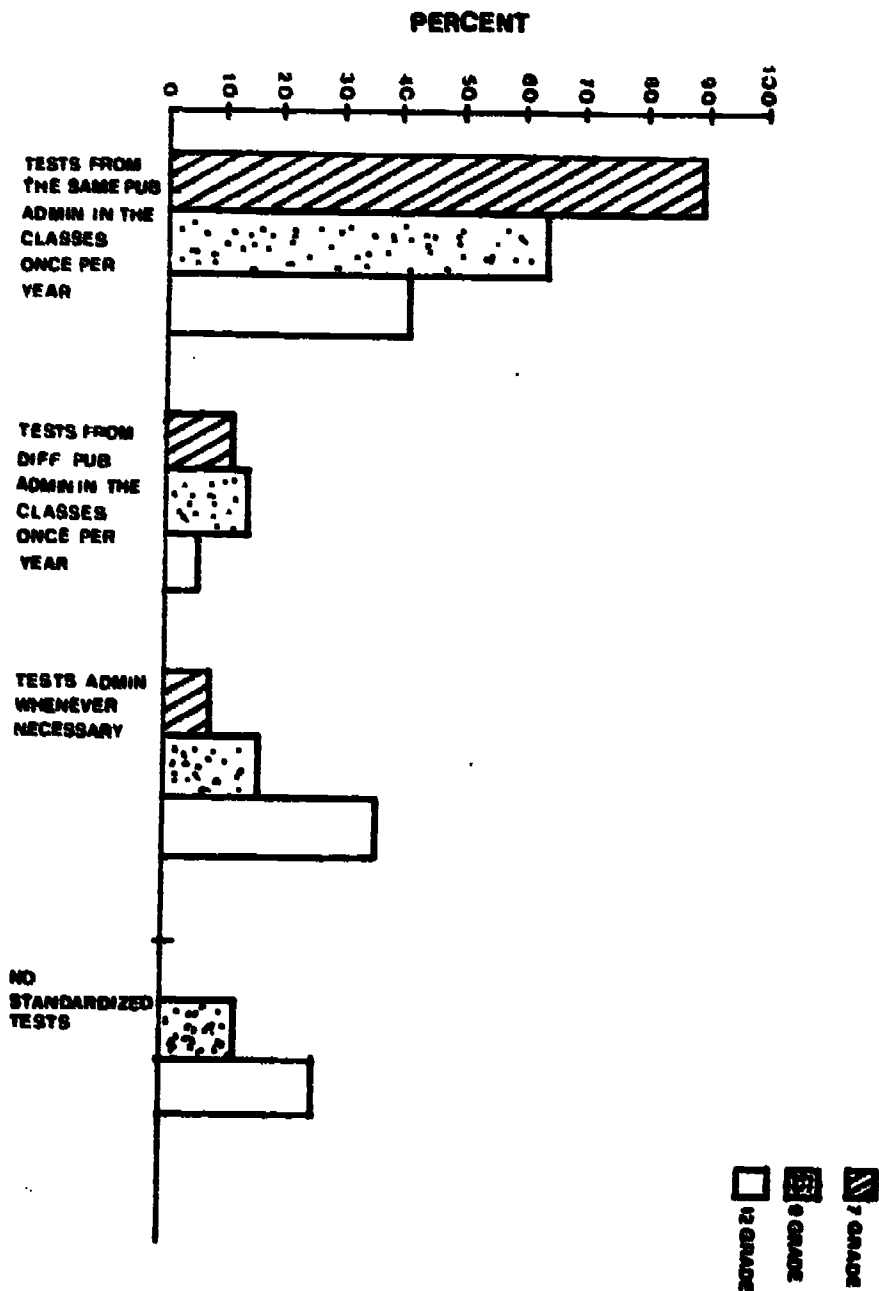 PERCENT
0 10 20 30 40 50 60 70 80 90 100
TESTS FROM
THE SAME PUB
ADMIN IN THE
CLASSES
ONCE PER
YEAR
TESTS FROM
DIFF PUB
ADMIN IN THE
CLASSES
ONCE PER
YEAR
TESTS ADMIN
WHENEVER
NECESSARY
NO
STANDARDIZED
TESTS
7 GRADE
9 GRADE
12 GRADE